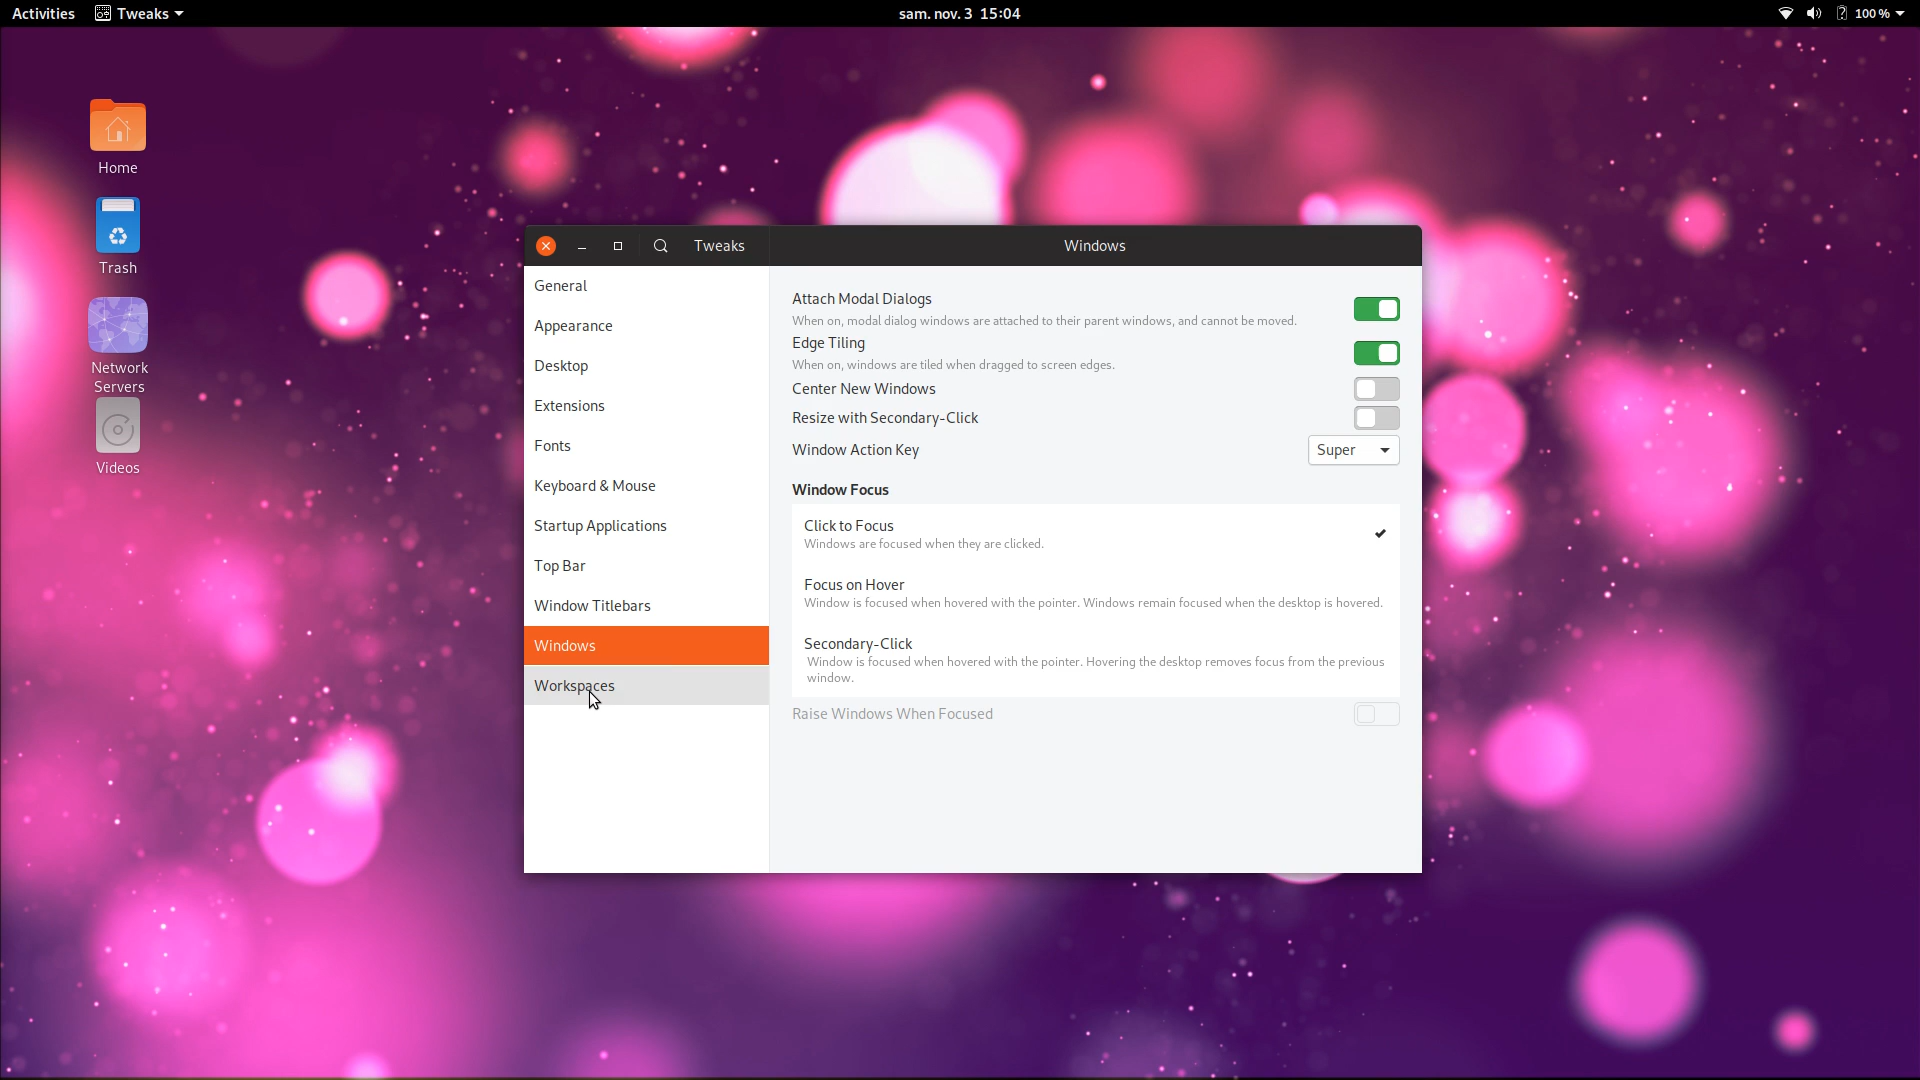 Activities
Tweaks
sam. nov. 3 15:04
100 %
Home
Trash
Network
Servers
Videos
Tweaks
Windows
General
Appearance
Desktop
Extensions
Fonts
Keyboard & Mouse
Startup Applications
Top Bar
Window Titlebars
Windows
Workspaces
Attach Modal Dialogs
When on, modal dialog windows are attached to their parent windows, and cannot be moved.
Edge Tiling
When on, windows are tiled when dragged to screen edges.
Center New Windows
Resize with Secondary-Click
Window Action Key
Super
Window Focus
Click to Focus
Windows are focused when they are clicked.
Focus on Hover
Window is focused when hovered with the pointer. Windows remain focused when the desktop is hovered.
Secondary-Click
Window is focused when hovered with the pointer. Hovering the desktop removes focus from the previous
window.
Raise Windows When Focused